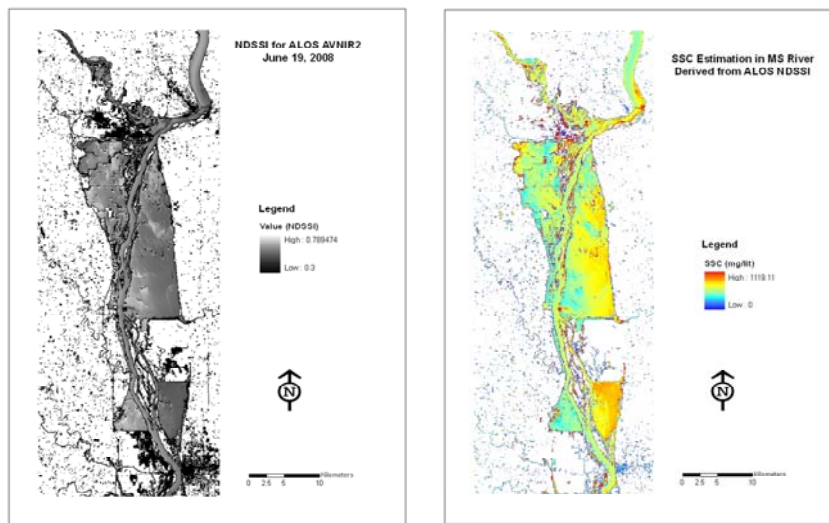 NDSSI for ALOS AVNIR2
June 19, 2008
Legend
Value (NDSSI)
High : 0.789474
Low : 0.3
N
Kilometers
0 2.5 5 10
SSC Estimation in MS River
Derived from ALOS NDSSI
Legend
SSC (mg/lit)
High : 1119.11
Low : 0
N
Kilometers
0 2.5 5 10